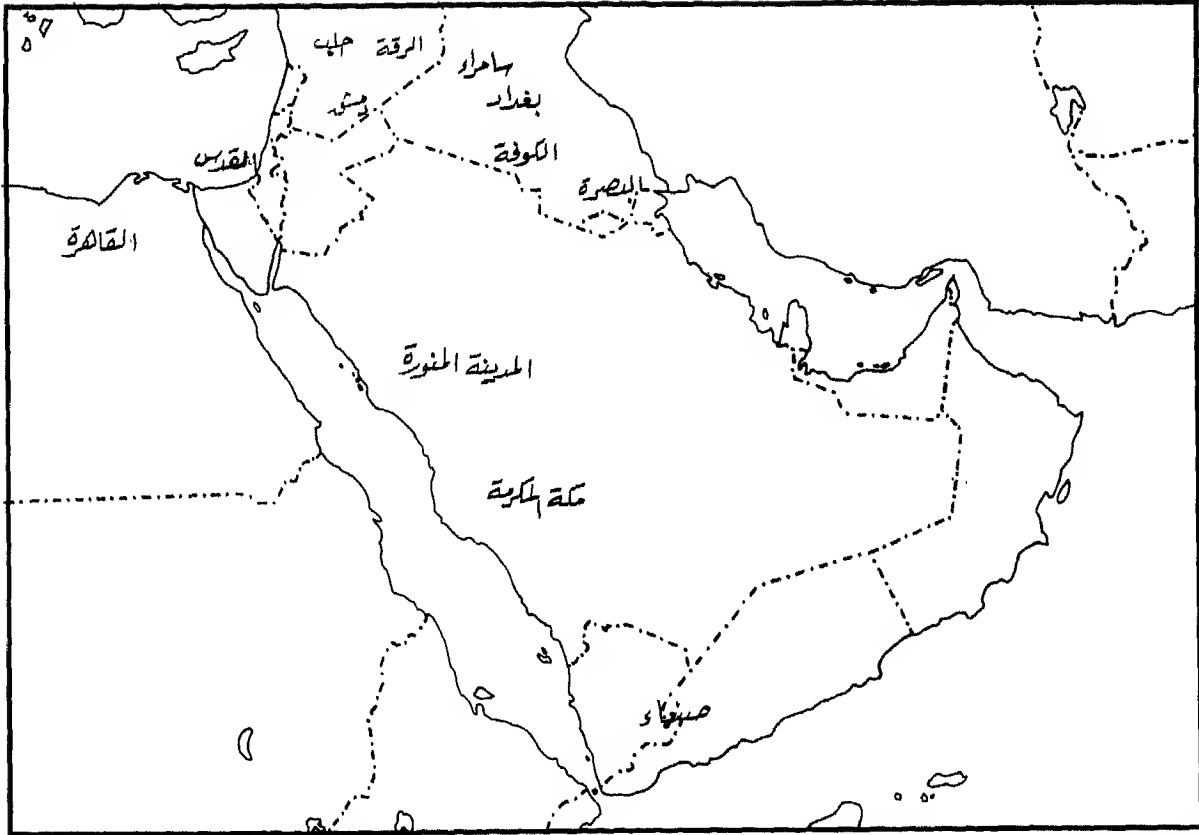 حلب
الرقة
سامراء
دمشق
بغداد
الكوفة
القدس
البصرة
القاهرة
المدينة المنورة
مكة المكرمة
صنعاء